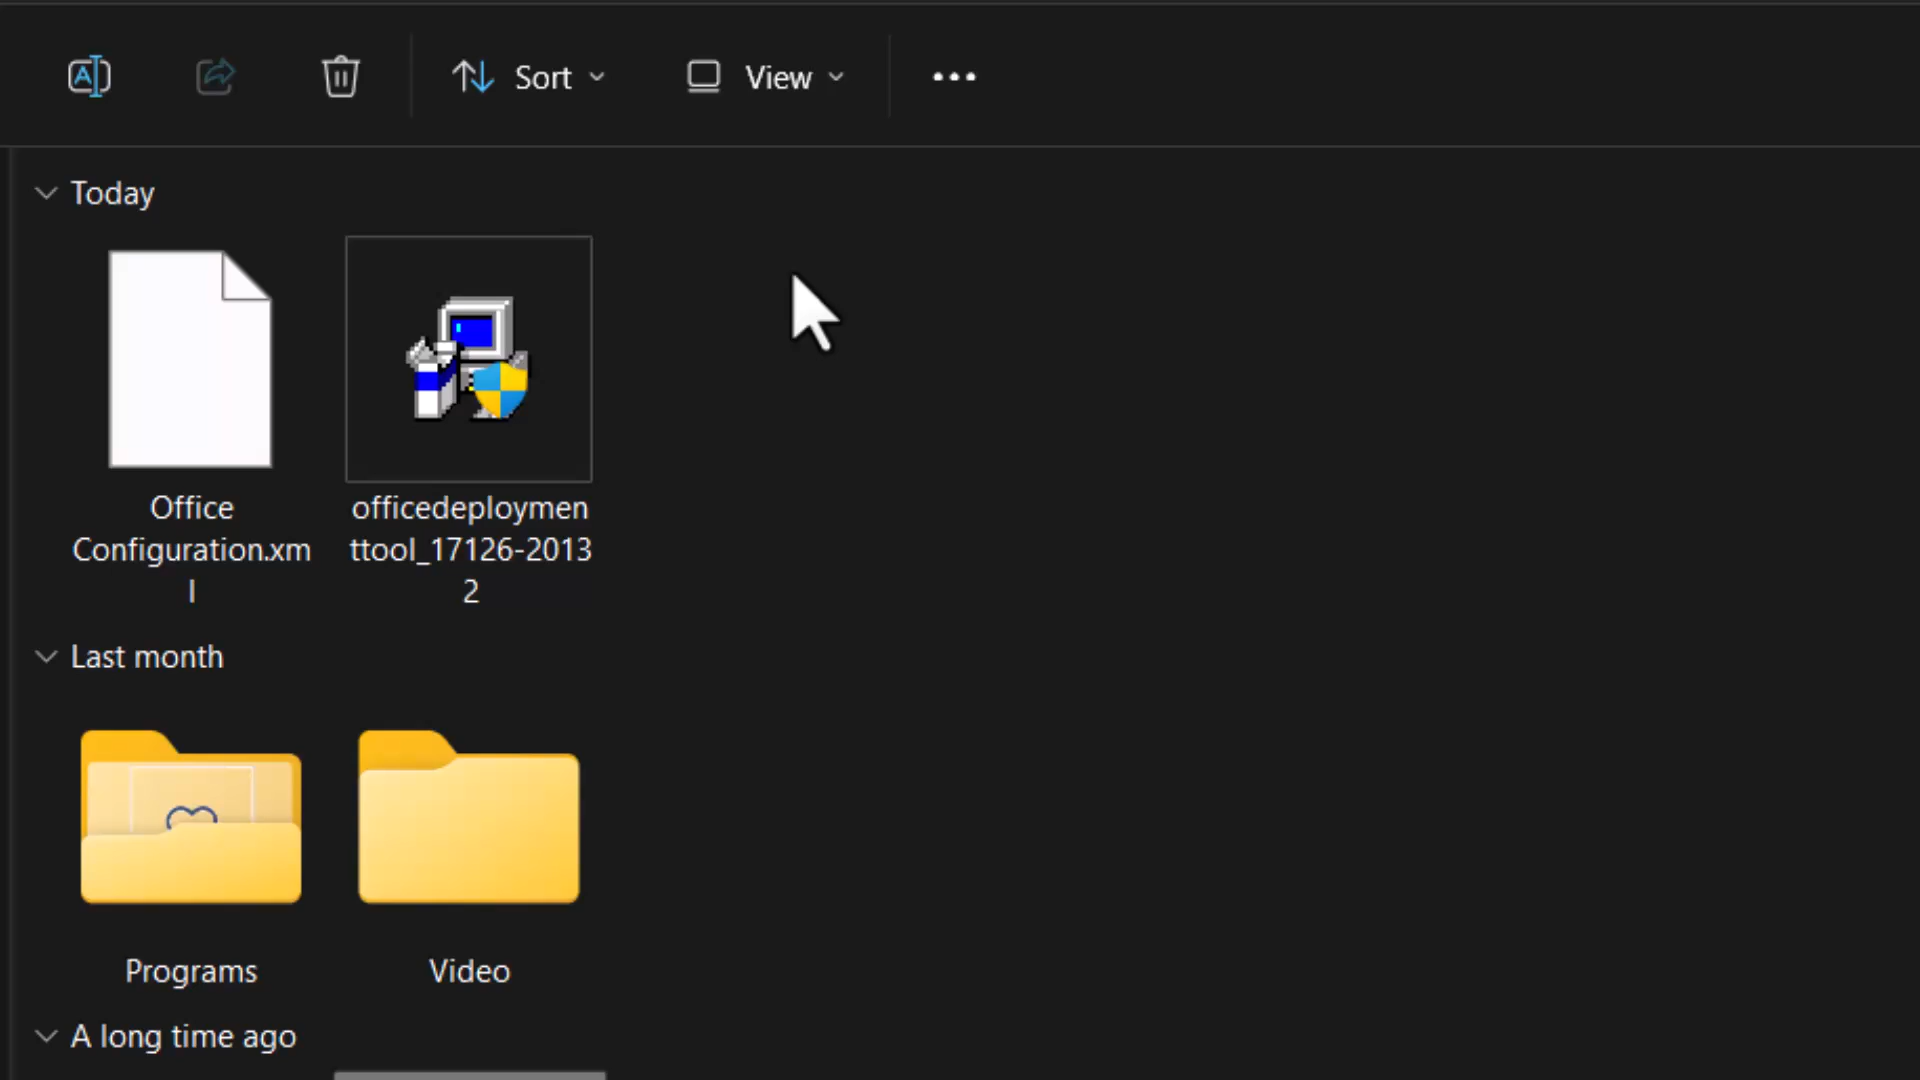 Sort
View
Today
Office
Configuration.xm
l
officedeploymen
ttool_17126-2013
2
Last month
Programs
Video
A long time ago